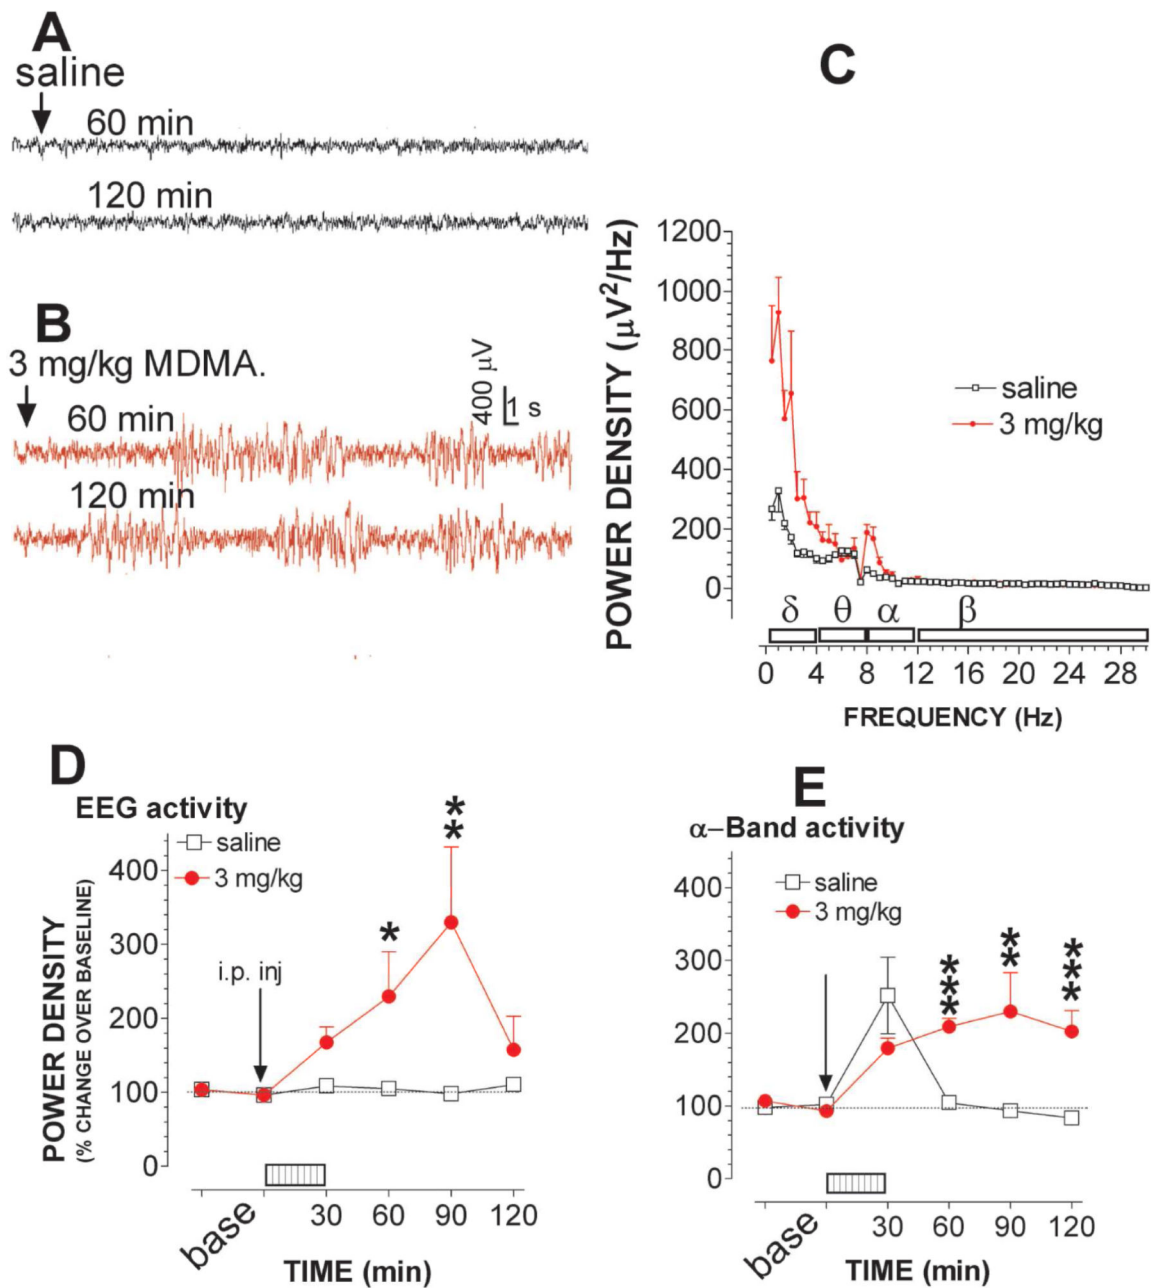 A
saline
60 min
120 min
B
3 mg/kg MDMA.
60 min
400 µV
1 s
120 min
C
POWER DENSITY (µV²/Hz)
1200
1000
800
600
400
200
0
saline
3 mg/kg
δ θ α β
0 4 8 12 16 20 24 28
FREQUENCY (Hz)
D
EEG activity
saline
3 mg/kg
**
*
i.p. inj
POWER DENSITY
(% CHANGE OVER BASELINE)
400
300
200
100
0
base 30 60 90 120
TIME (min)
E
α–Band activity
saline
3 mg/kg
*** ** ***
400
300
200
100
0
base 30 60 90 120
TIME (min)